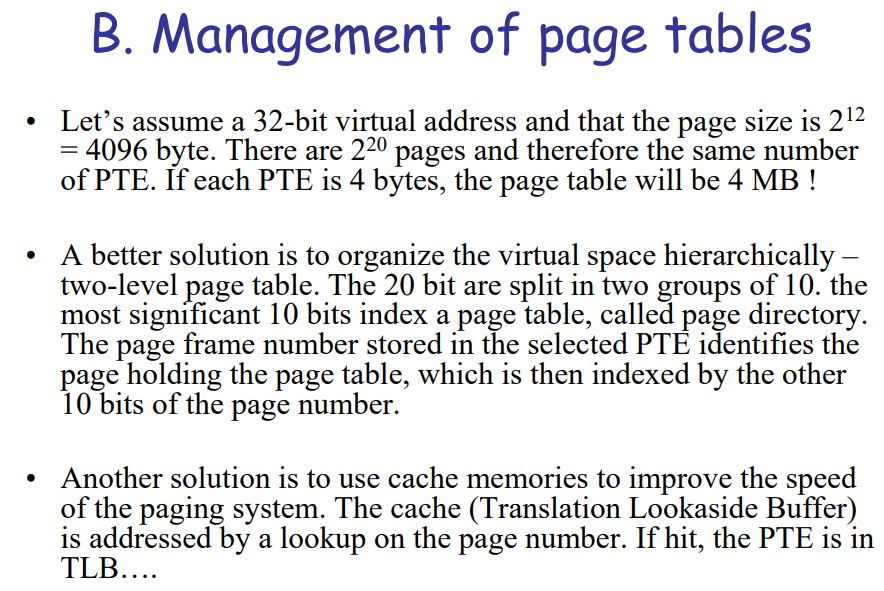 B. Management of page tables
• Let’s assume a 32-bit virtual address and that the page size is 2¹²
= 4096 byte. There are 2²⁰ pages and therefore the same number
of PTE. If each PTE is 4 bytes, the page table will be 4 MB !
• A better solution is to organize the virtual space hierarchically –
two-level page table. The 20 bit are split in two groups of 10. the
most significant 10 bits index a page table, called page directory.
The page frame number stored in the selected PTE identifies the
page holding the page table, which is then indexed by the other
10 bits of the page number.
• Another solution is to use cache memories to improve the speed
of the paging system. The cache (Translation Lookaside Buffer)
is addressed by a lookup on the page number. If hit, the PTE is in
TLB….